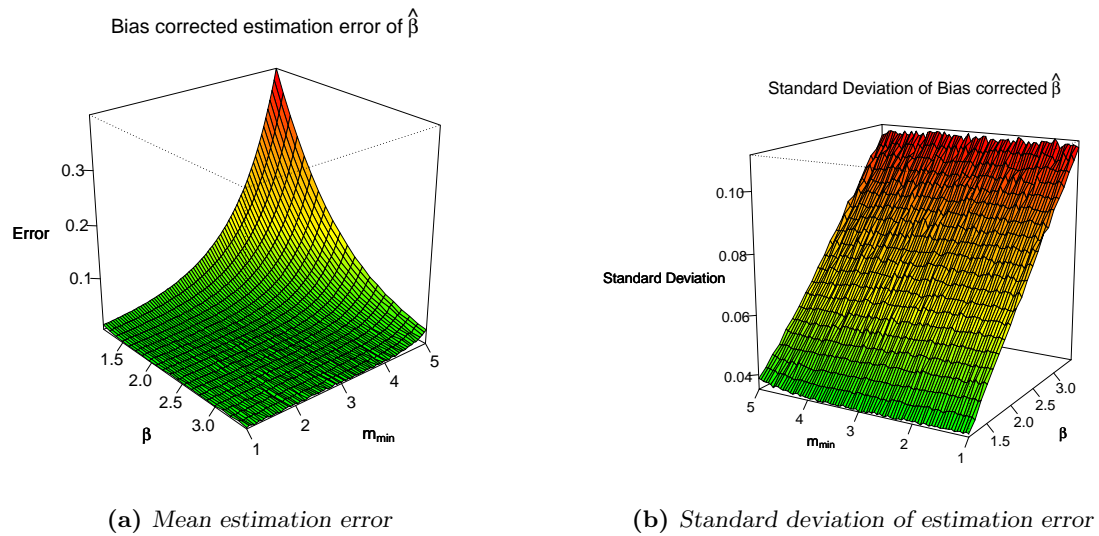 Bias corrected estimation error of β̂
Error
0.3
0.2
0.1
1.5
2.0
2.5
3.0
β
1
2
3
4
5
m_min
(a) Mean estimation error
Standard Deviation of Bias corrected β̂
Standard Deviation
0.10
0.08
0.06
0.04
5
4
3
2
1
m_min
1.5
2.0
2.5
3.0
β
(b) Standard deviation of estimation error